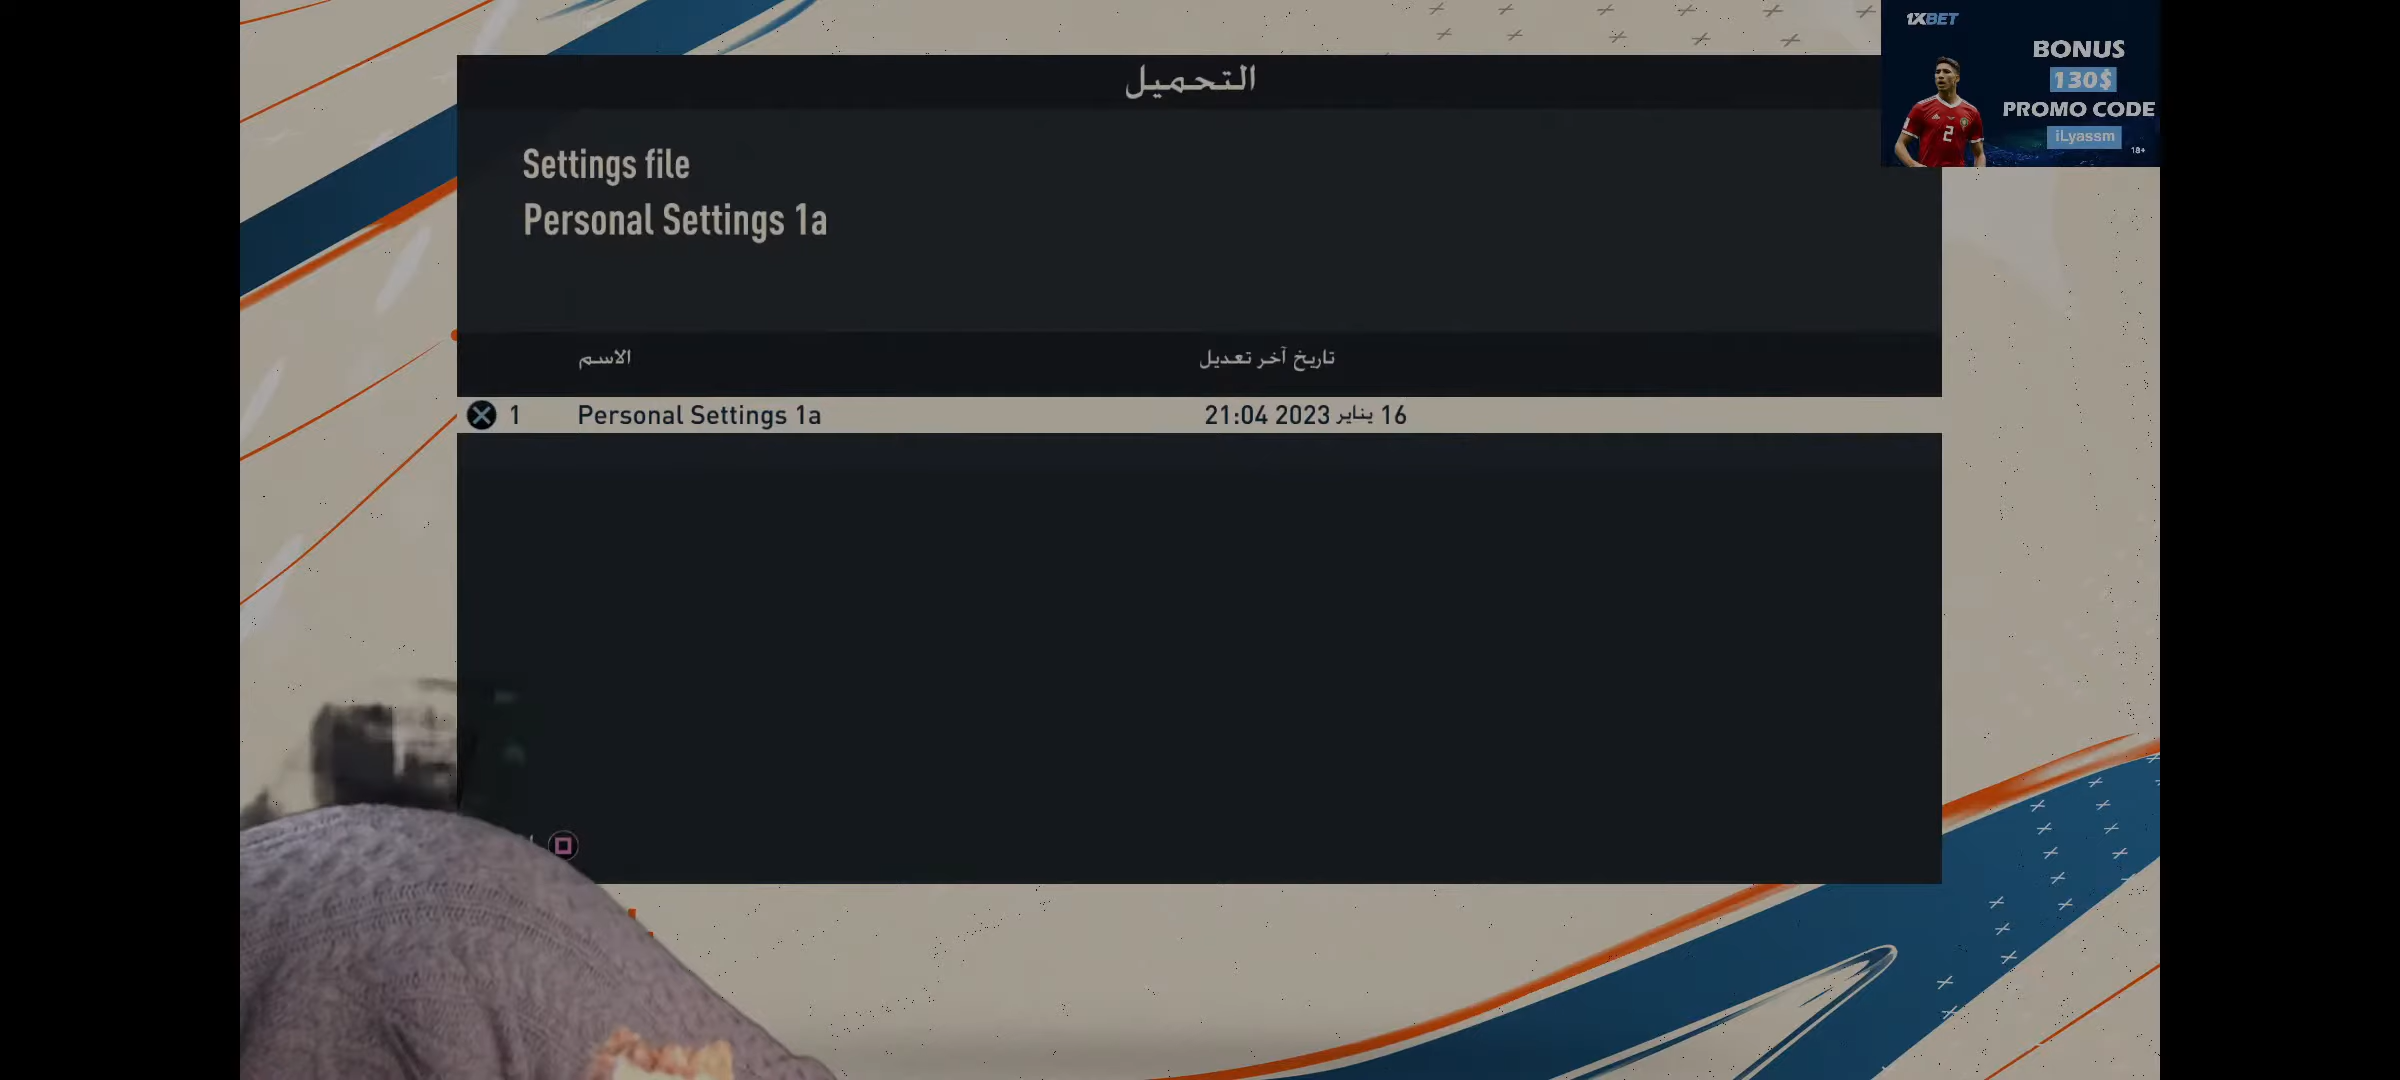 التحميل
1XBET
BONUS
130$
PROMO CODE
iLyassm
18+
Settings file
Personal Settings 1a
الاسم
تاريخ آخر تعديل
1 Personal Settings 1a 16 يناير 2023 21:04